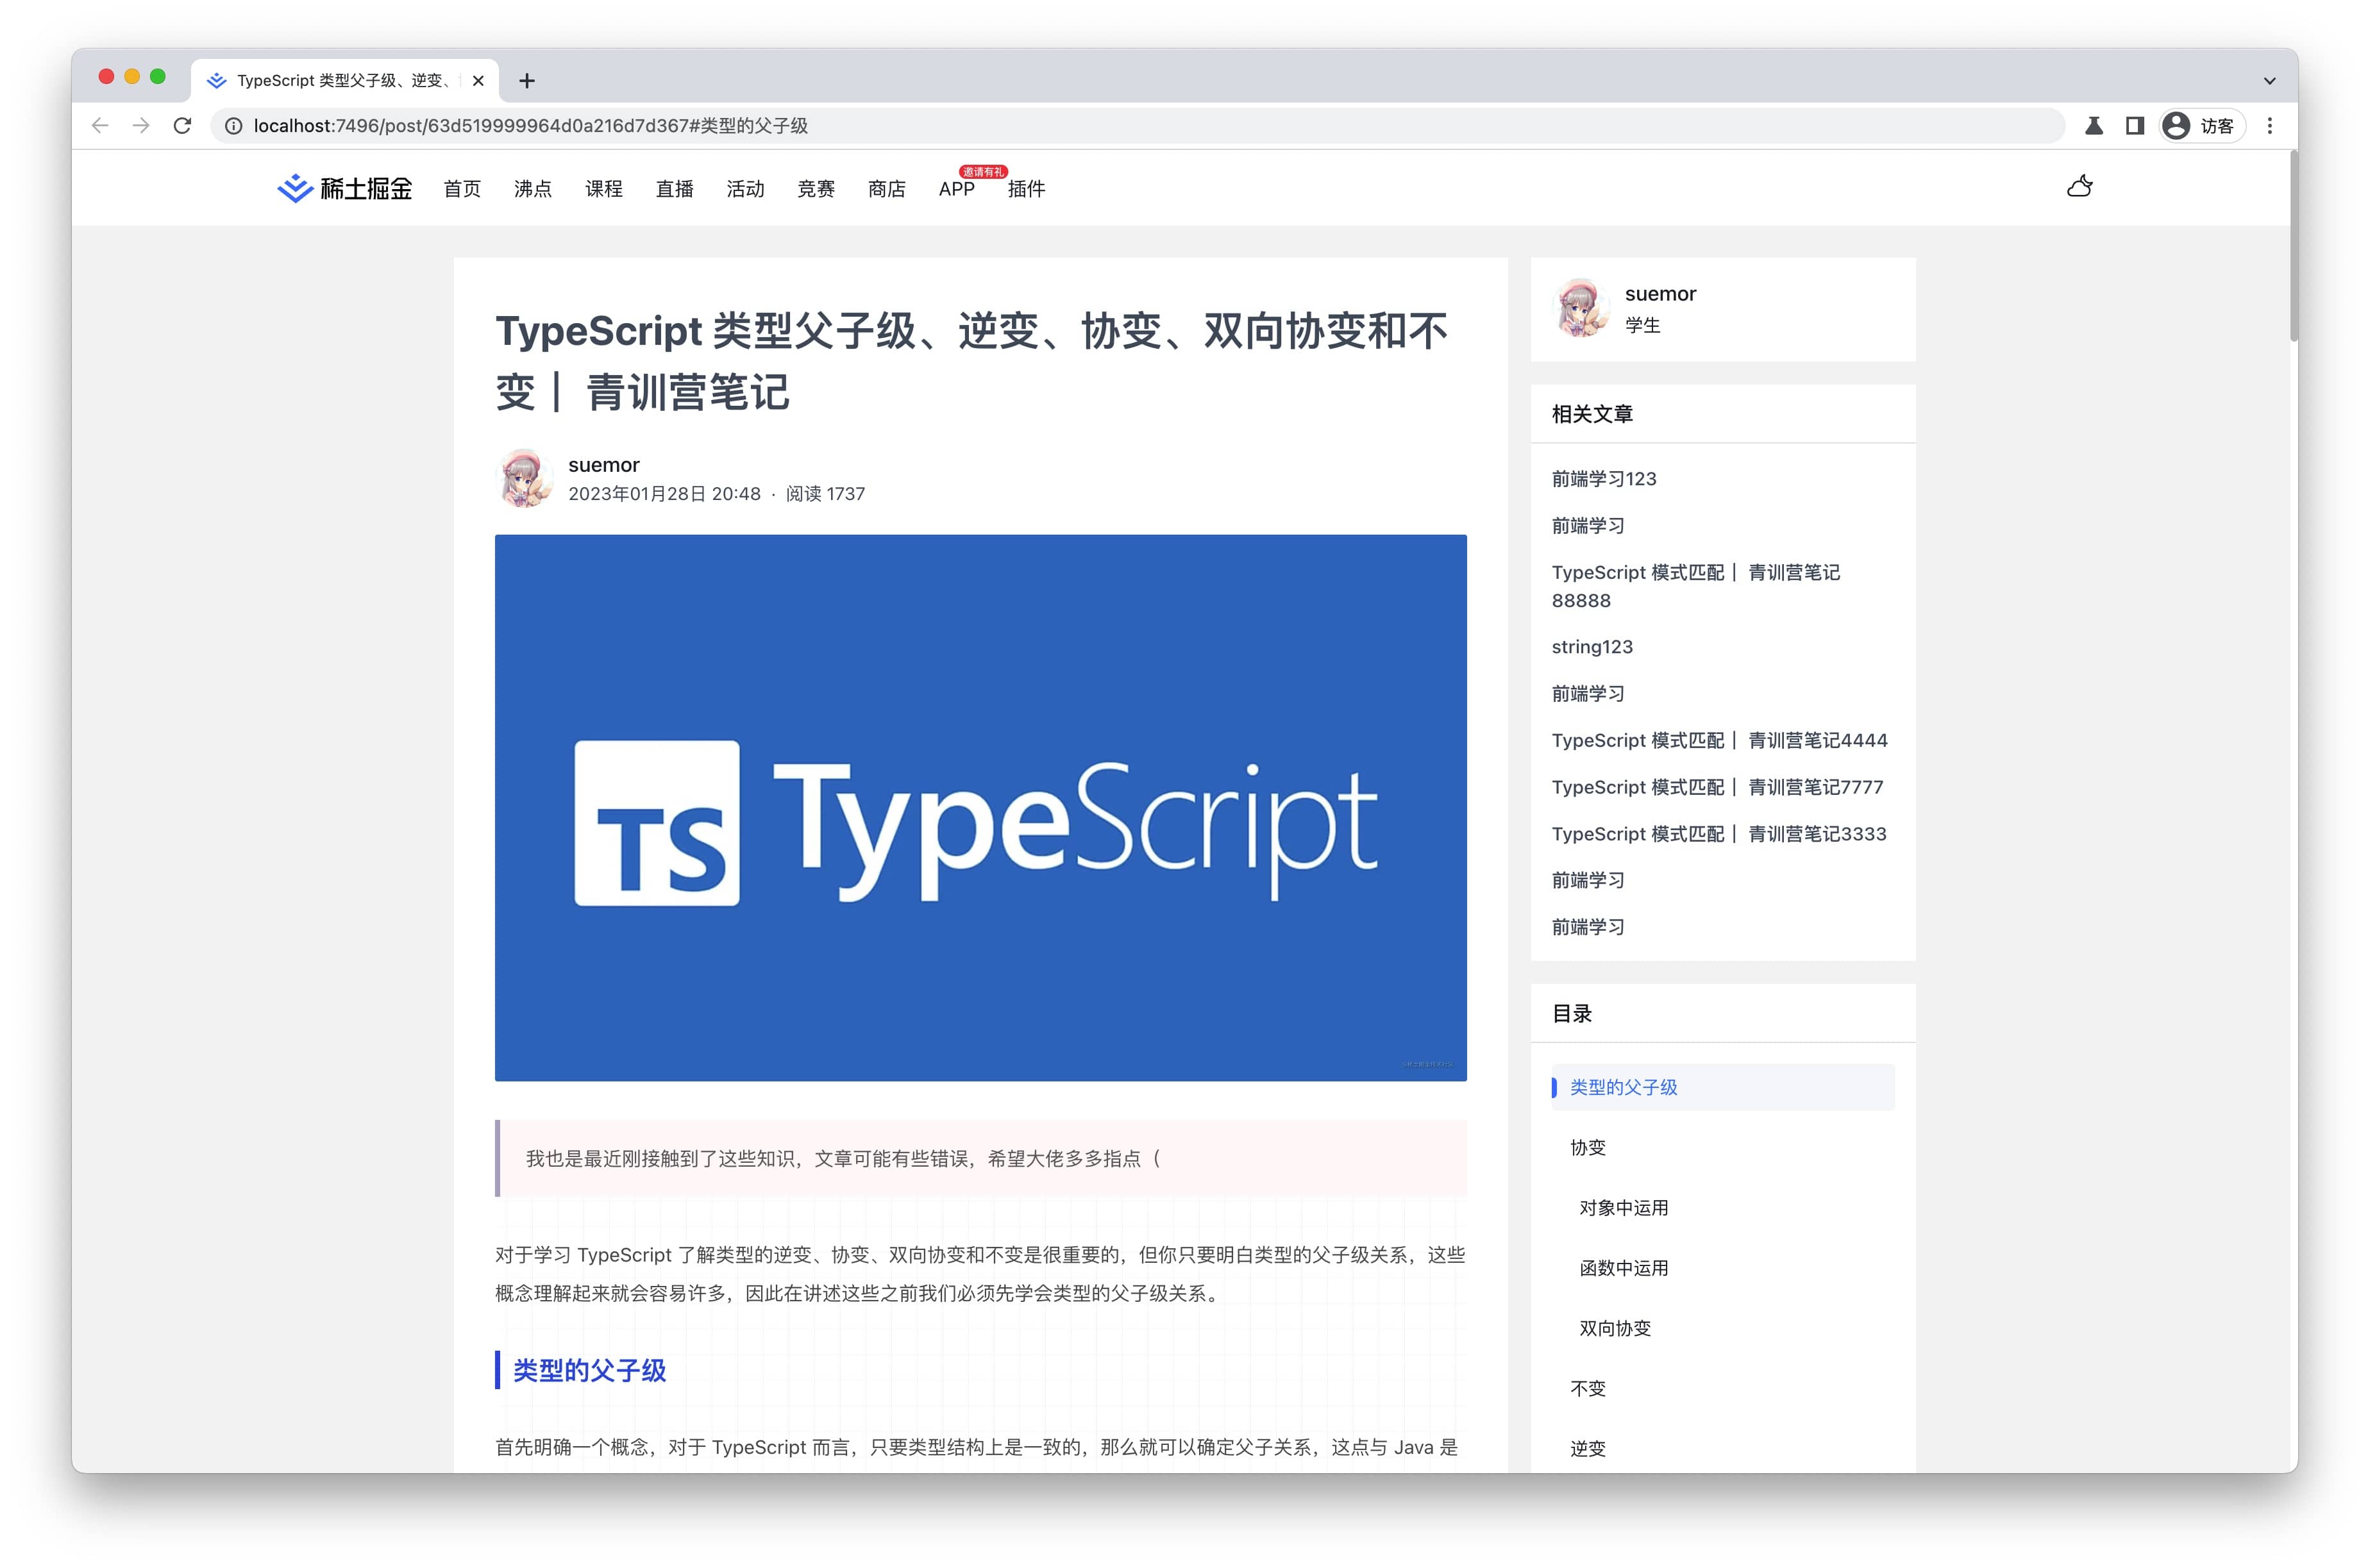 TypeScript 类型父子级、逆变、
localhost:7496/post/63d519999964d0a216d7d367#类型的父子级
访客
稀土掘金
首页
沸点
课程
直播
活动
竞赛
商店
APP
邀请有礼
插件
TypeScript 类型父子级、逆变、协变、双向协变和不
变｜ 青训营笔记
suemor
2023年01月28日 20:48 · 阅读 1737
TS TypeScript
我也是最近刚接触到了这些知识，文章可能有些错误，希望大佬多多指点（
对于学习 TypeScript 了解类型的逆变、协变、双向协变和不变是很重要的，但你只要明白类型的父子级关系，这些
概念理解起来就会容易许多，因此在讲述这些之前我们必须先学会类型的父子级关系。
类型的父子级
首先明确一个概念，对于 TypeScript 而言，只要类型结构上是一致的，那么就可以确定父子关系，这点与 Java 是
suemor
学生
相关文章
前端学习123
前端学习
TypeScript 模式匹配｜ 青训营笔记
88888
string123
前端学习
TypeScript 模式匹配｜ 青训营笔记4444
TypeScript 模式匹配｜ 青训营笔记7777
TypeScript 模式匹配｜ 青训营笔记3333
前端学习
前端学习
目录
类型的父子级
协变
对象中运用
函数中运用
双向协变
不变
逆变